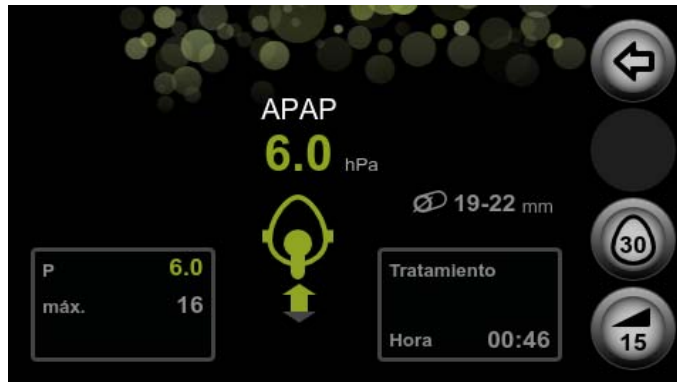 APAP
6.0 hPa
19-22 mm
30
P 6.0
máx. 16
Tratamiento
Hora 00:46
15